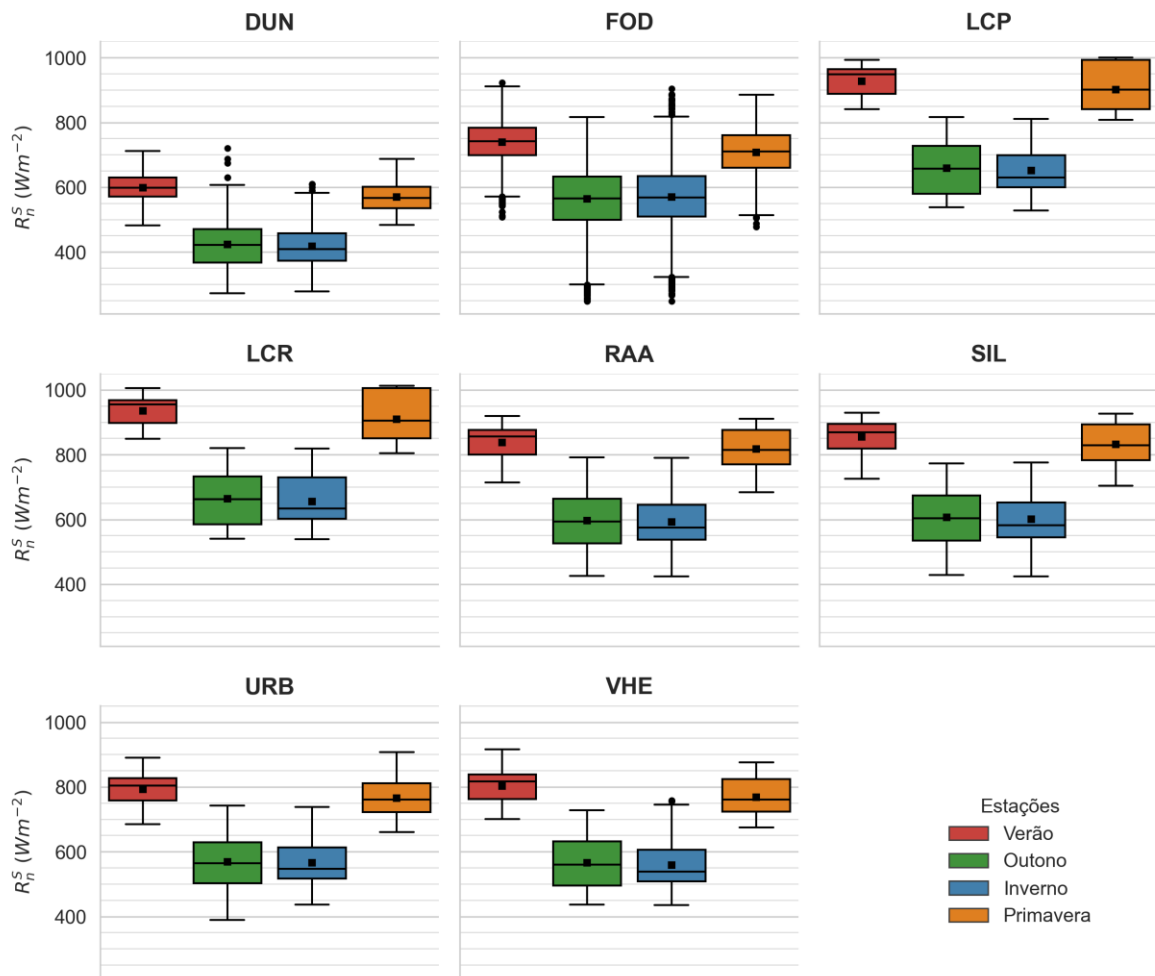 DUN
FOD
LCP
1000
800
600
400
R_n^S (Wm^{-2})
LCR
RAA
SIL
1000
800
600
400
R_n^S (Wm^{-2})
URB
VHE
1000
800
600
400
R_n^S (Wm^{-2})
Estações
Verão
Outono
Inverno
Primavera